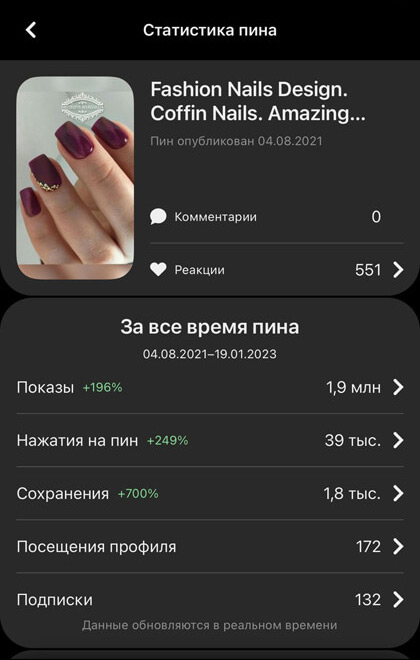 Статистика пина
Fashion Nails Design.
Coffin Nails. Amazing...
Пин опубликован 04.08.2021
Комментарии 0
Реакции 551
За все время пина
04.08.2021–19.01.2023
Показы +196% 1,9 млн
Нажатия на пин +249% 39 тыс.
Сохранения +700% 1,8 тыс.
Посещения профиля 172
Подписки 132
Данные обновляются в реальном времени